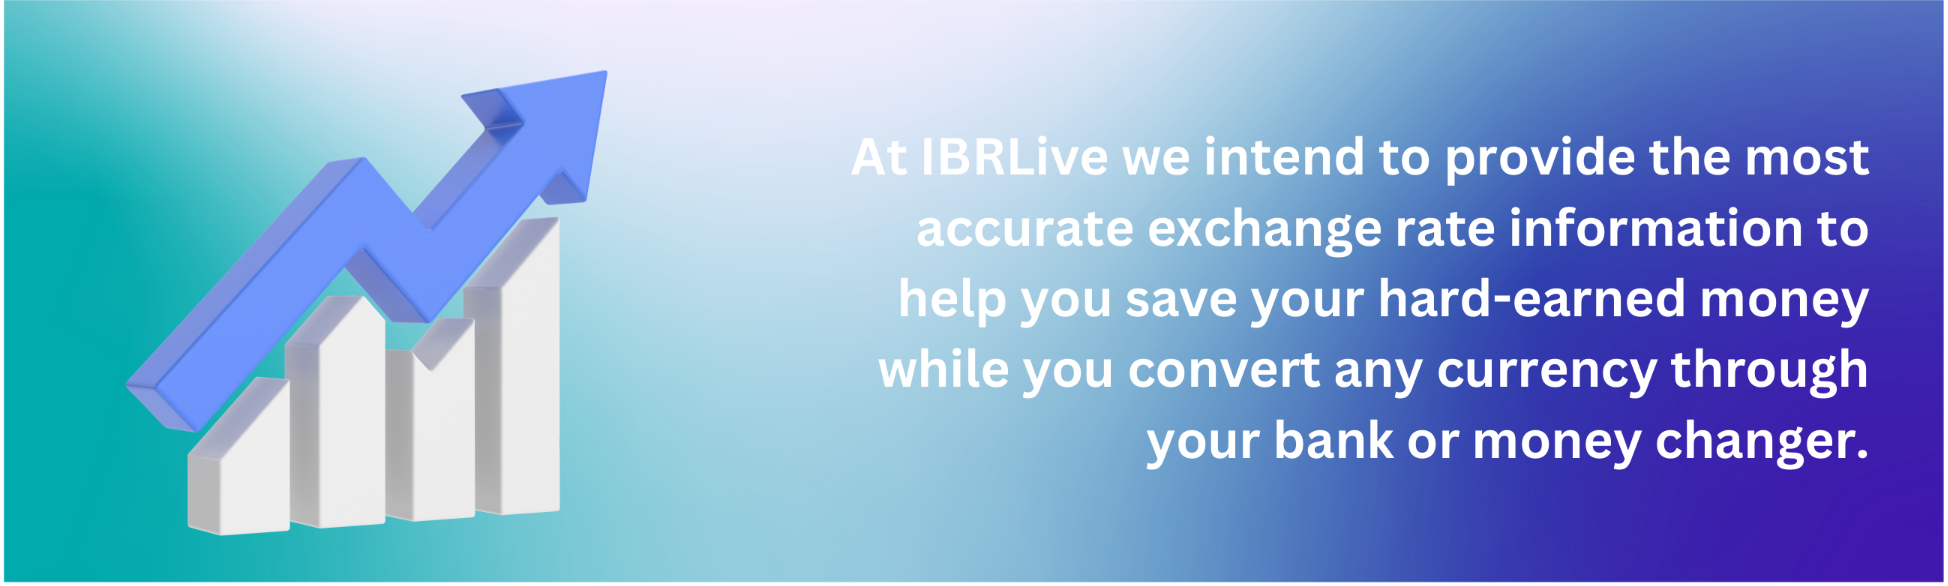 At IBRLive we intend to provide the most
accurate exchange rate information to
help you save your hard-earned money
while you convert any currency through
your bank or money changer.